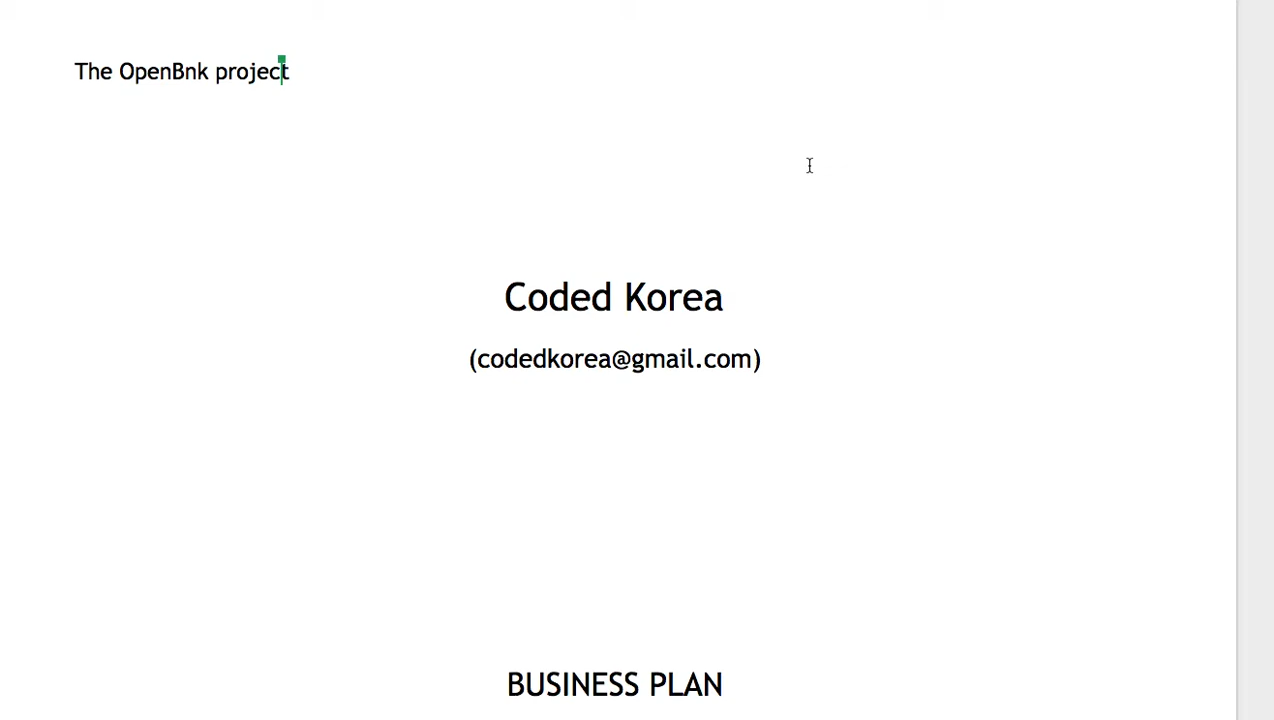 The OpenBnk project
Coded Korea
(codedkorea@gmail.com)
BUSINESS PLAN